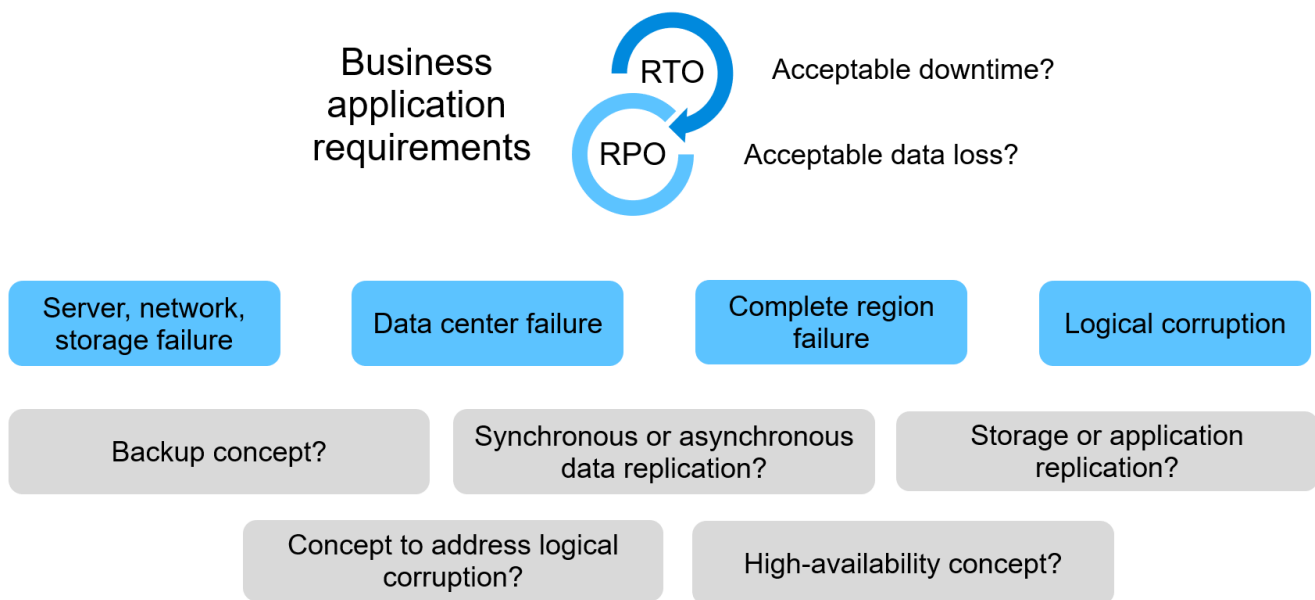 Business
application
requirements
RTO
Acceptable downtime?
RPO
Acceptable data loss?
Server, network,
storage failure
Data center failure
Complete region
failure
Logical corruption
Backup concept?
Synchronous or asynchronous
data replication?
Storage or application
replication?
Concept to address logical
corruption?
High-availability concept?